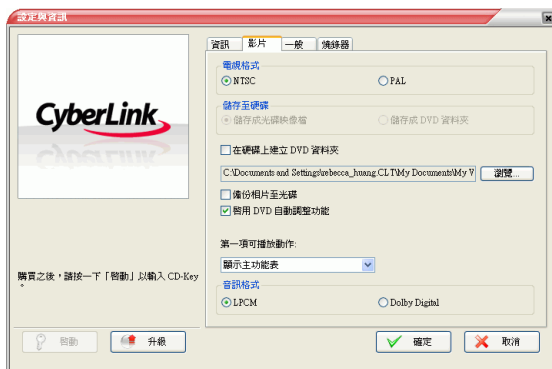 設定與資訊
CyberLink
購買之後，請按一下「啟動」以輸入 CD-Key
。
啟動
升級
資訊 影片 一般 燒錄器
電視格式
NTSC PAL
儲存至硬碟
儲存成光碟映像檔 儲存成 DVD 資料夾
在硬碟上建立 DVD 資料夾
C:\Documents and Settings\rebecca_huang.CLT\My Documents\My V 瀏覽...
備份相片至光碟
啟用 DVD 自動調整功能
第一項可播放動作:
顯示主功能表
音訊格式
LPCM Dolby Digital
確定 取消